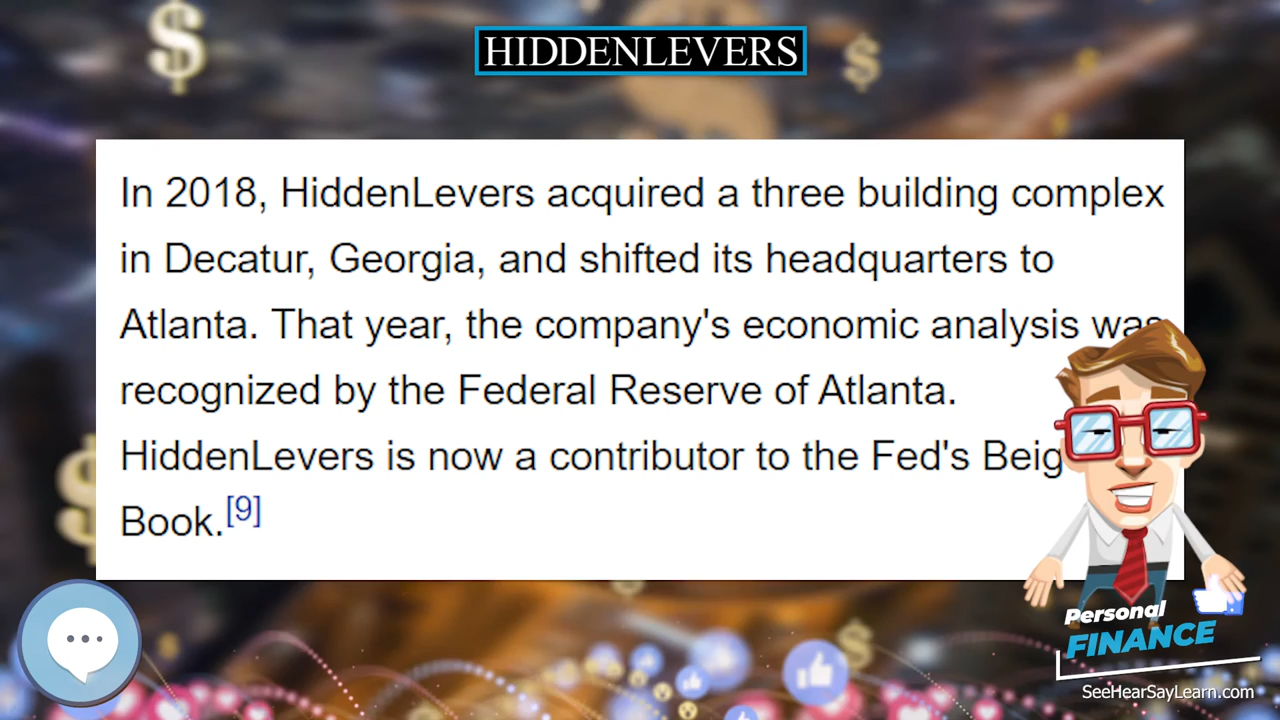 HIDDENLEVERS
In 2018, HiddenLevers acquired a three building complex
in Decatur, Georgia, and shifted its headquarters to
Atlanta. That year, the company's economic analysis was
recognized by the Federal Reserve of Atlanta.
HiddenLevers is now a contributor to the Fed's Beig
Book.[9]
Personal
FINANCE
SeeHearSayLearn.com